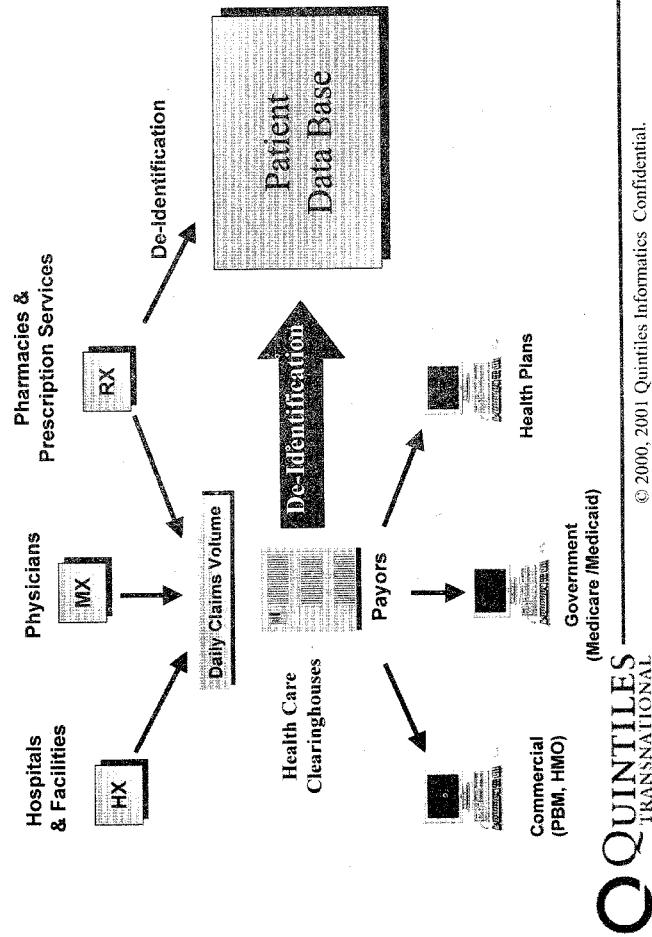 Hospitals
& Facilities
HX
Physicians
MX
Pharmacies &
Prescription Services
RX
Daily Claims Volume
De-Identification
Health Care
Clearinghouses
De-Identification
Patient
Data Base
Payors
Commercial
(PBM, HMO)
Government
(Medicare /Medicaid)
Health Plans
QUINTILES
TRANSNATIONAL
© 2000, 2001 Quintiles Informatics Confidential.